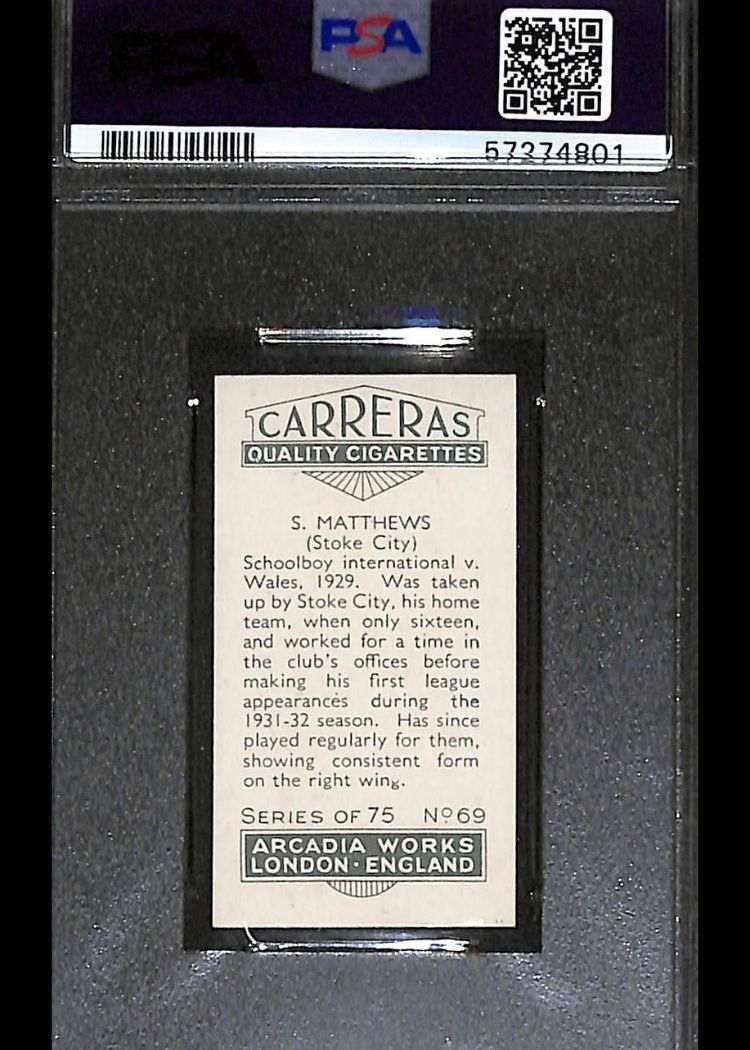 PSA
57274801
CARRERAS
QUALITY CIGARETTES
S. MATTHEWS
(Stoke City)
Schoolboy international v.
Wales, 1929. Was taken
up by Stoke City, his home
team, when only sixteen,
and worked for a time in
the club's offices before
making his first league
appearances during the
1931-32 season. Has since
played regularly for them,
showing consistent form
on the right wing.
SERIES OF 75 Nº 69
ARCADIA WORKS
LONDON · ENGLAND